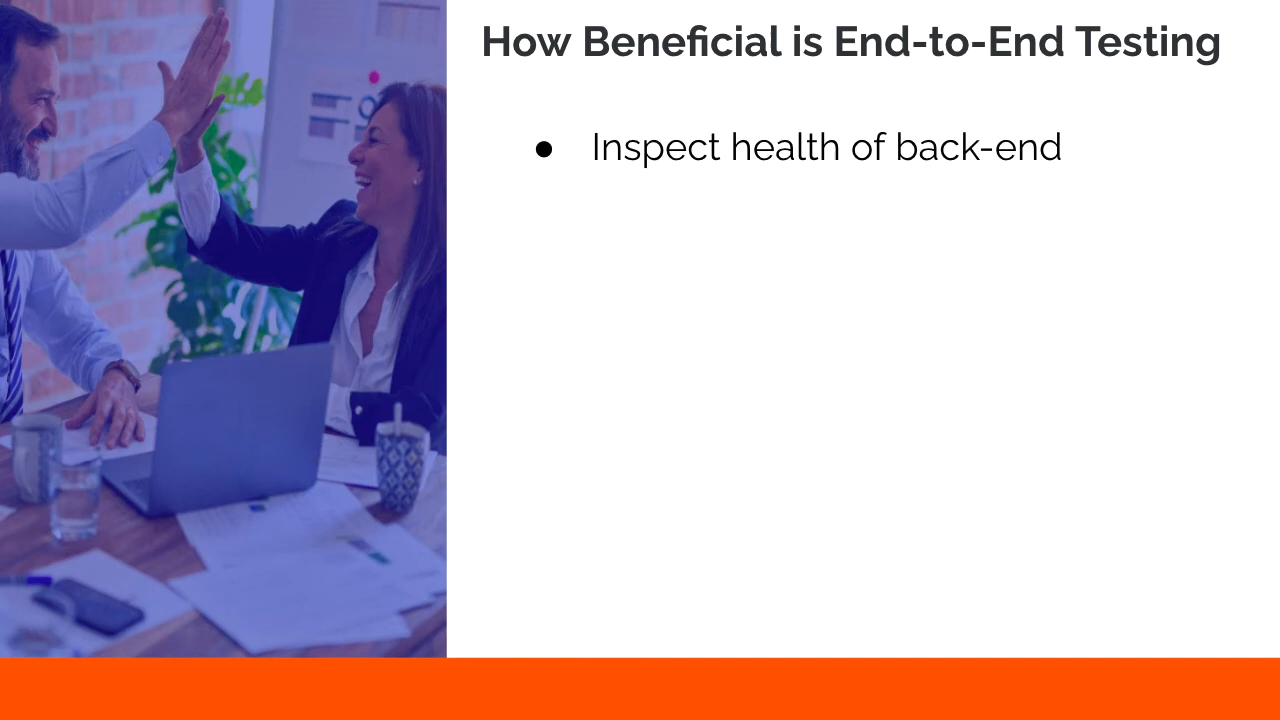 How Beneficial is End-to-End Testing
● Inspect health of back-end